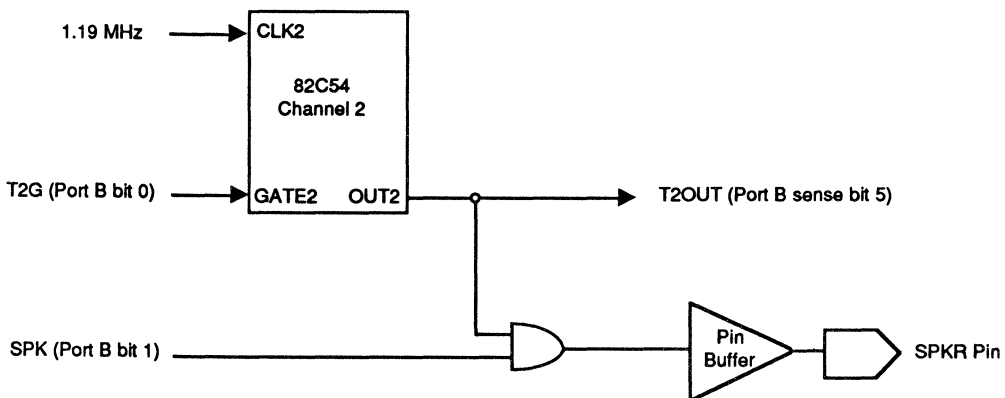 1.19 MHz
CLK2
82C54
Channel 2
T2G (Port B bit 0)
GATE2
OUT2
T2OUT (Port B sense bit 5)
SPK (Port B bit 1)
Pin
Buffer
SPKR Pin